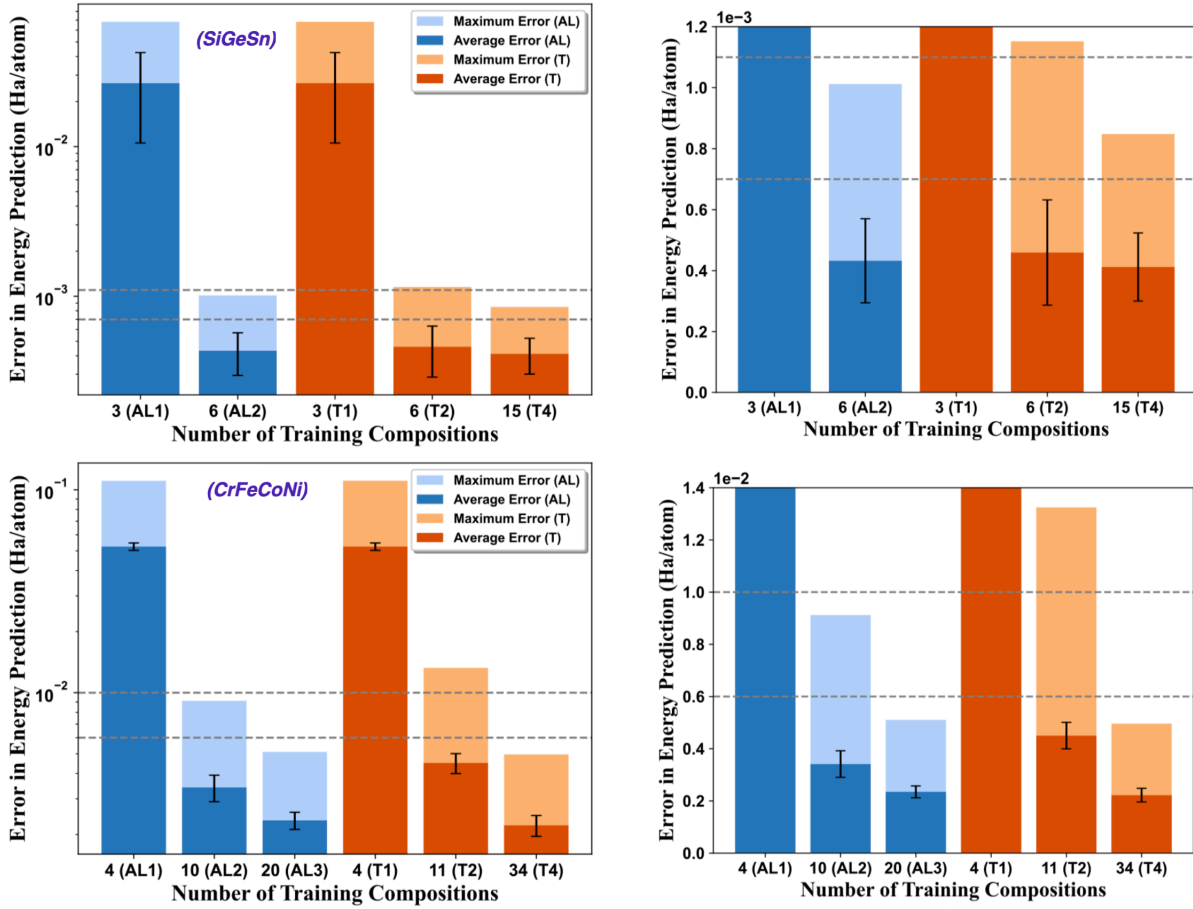 (SiGeSn)
Maximum Error (AL)
Average Error (AL)
Maximum Error (T)
Average Error (T)
Error in Energy Prediction (Ha/atom)
10⁻²
10⁻³
3 (AL1) 6 (AL2) 3 (T1) 6 (T2) 15 (T4)
Number of Training Compositions
1e−3
Error in Energy Prediction (Ha/atom)
1.2
1.0
0.8
0.6
0.4
0.2
0.0
3 (AL1) 6 (AL2) 3 (T1) 6 (T2) 15 (T4)
Number of Training Compositions
(CrFeCoNi)
Maximum Error (AL)
Average Error (AL)
Maximum Error (T)
Average Error (T)
Error in Energy Prediction (Ha/atom)
10⁻¹
10⁻²
4 (AL1) 10 (AL2) 20 (AL3) 4 (T1) 11 (T2) 34 (T4)
Number of Training Compositions
1e−2
Error in Energy Prediction (Ha/atom)
1.4
1.2
1.0
0.8
0.6
0.4
0.2
0.0
4 (AL1) 10 (AL2) 20 (AL3) 4 (T1) 11 (T2) 34 (T4)
Number of Training Compositions